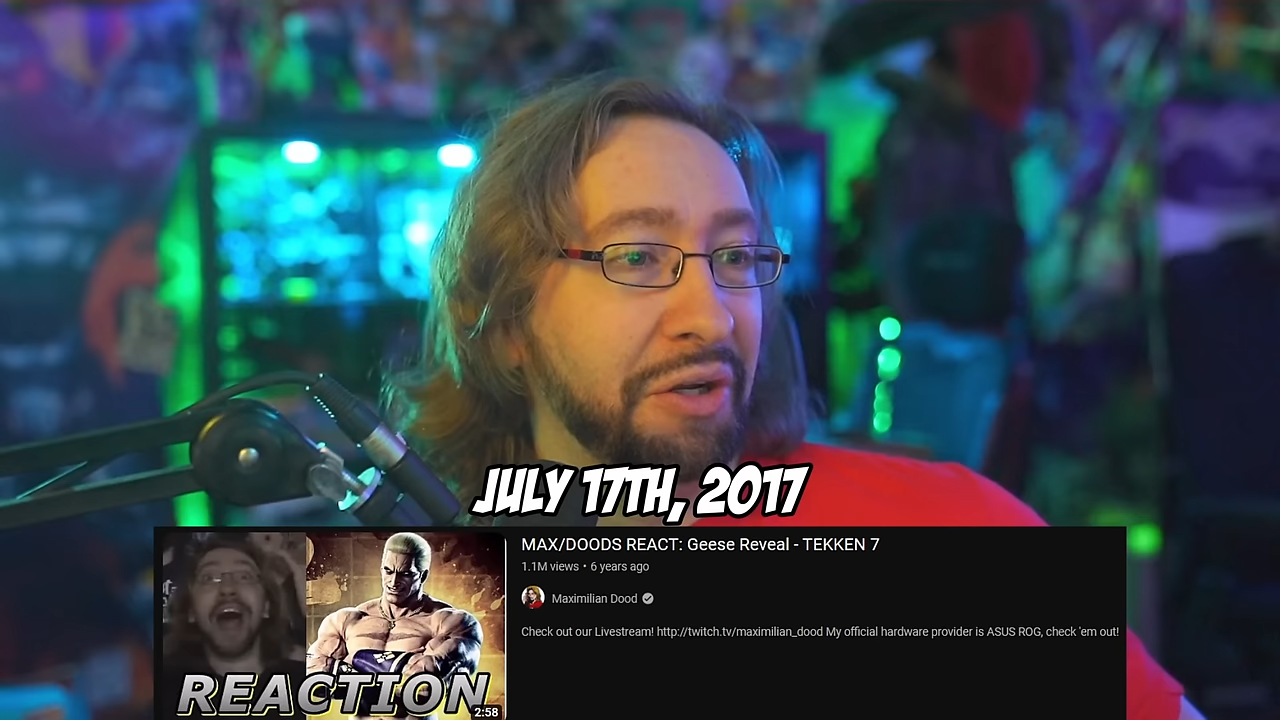 JULY 17TH, 2017
MAX/DOODS REACT: Geese Reveal - TEKKEN 7
1.1M views • 6 years ago
Maximilian Dood
Check out our Livestream! http://twitch.tv/maximilian_dood My official hardware provider is ASUS ROG, check 'em out!
REACTION
2:58